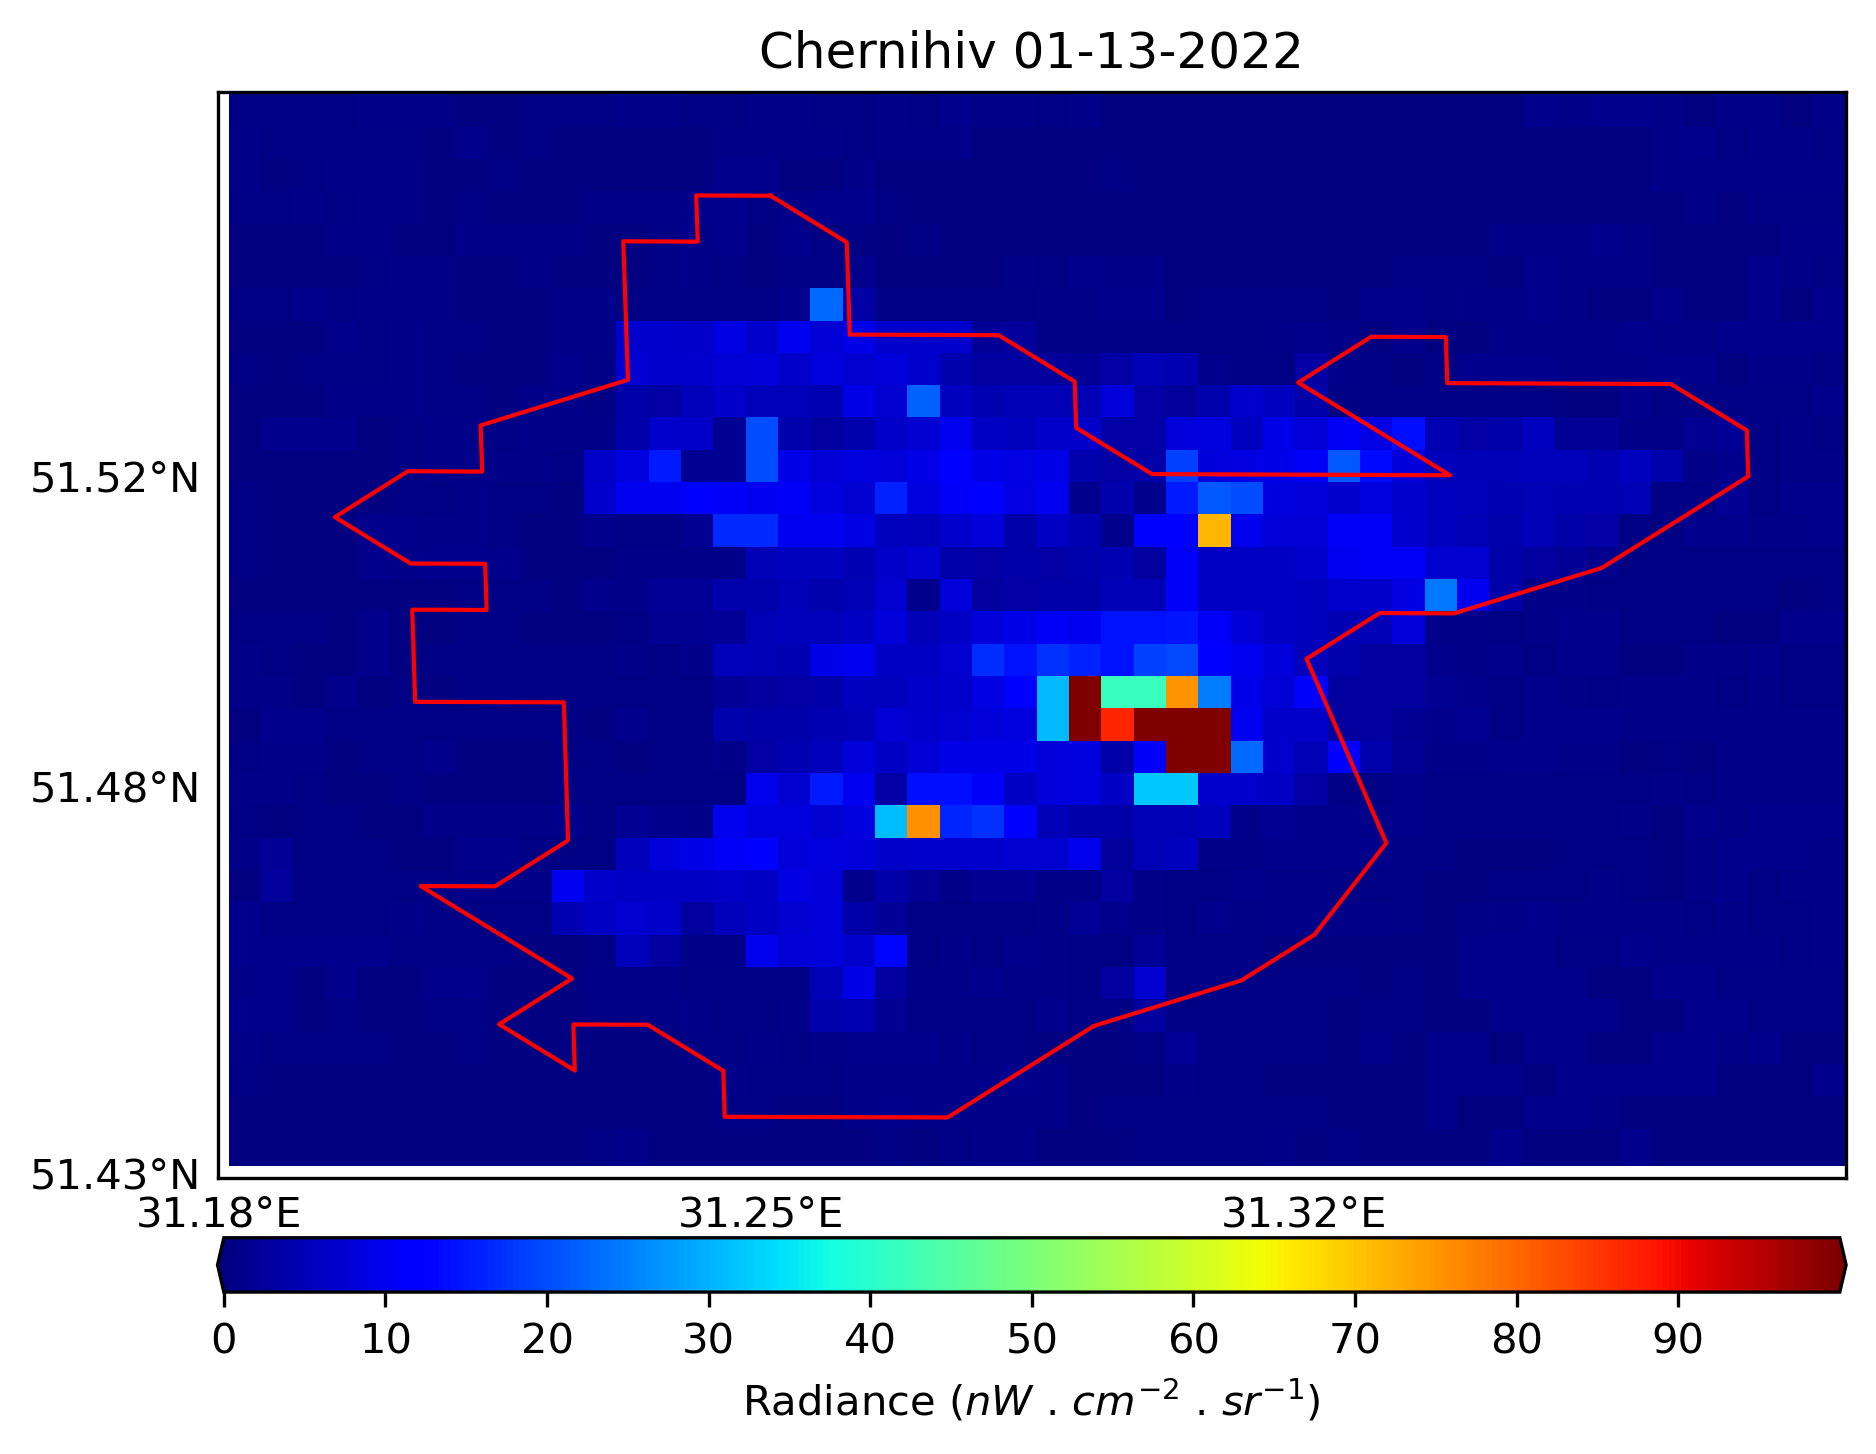 Chernihiv 01-13-2022
51.52°N
51.48°N
51.43°N
31.18°E 31.25°E 31.32°E
0 10 20 30 40 50 60 70 80 90
Radiance (nW . cm⁻² . sr⁻¹)